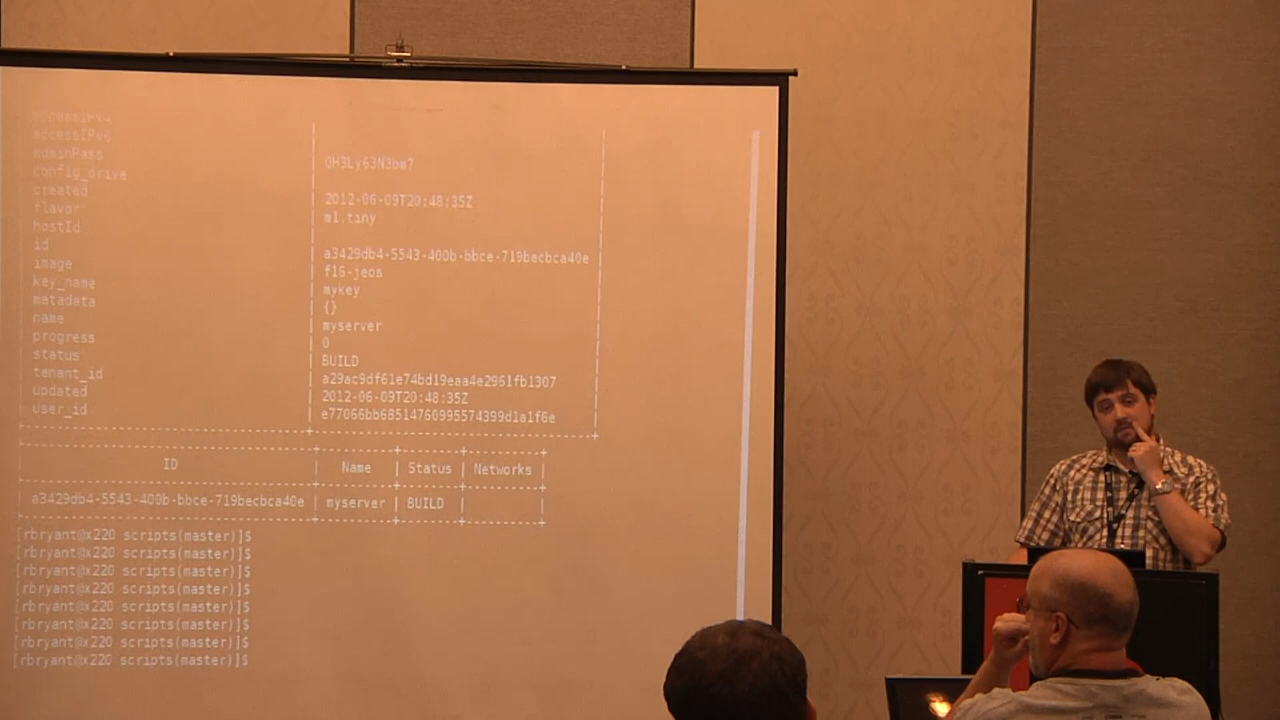 accessIPv4
accessIPv6
adminPass | QH3Ly63N3bm7
config_drive
created | 2012-06-09T20:48:35Z
flavor | m1.tiny
hostId
id | a3429db4-5543-400b-bbce-719becbca40e
image | f16-jeos
key_name | mykey
metadata | {}
name | myserver
progress | 0
status | BUILD
tenant_id | a29ac9df61e74bd19eaa4e2961fb1307
updated | 2012-06-09T20:48:35Z
user_id | e77066bb68514760995574399d1a1f6e
ID | Name | Status | Networks |
| a3429db4-5543-400b-bbce-719becbca40e | myserver | BUILD | |
[rbryant@x220 scripts(master)]$
[rbryant@x220 scripts(master)]$
[rbryant@x220 scripts(master)]$
[rbryant@x220 scripts(master)]$
[rbryant@x220 scripts(master)]$
[rbryant@x220 scripts(master)]$
[rbryant@x220 scripts(master)]$
[rbryant@x220 scripts(master)]$